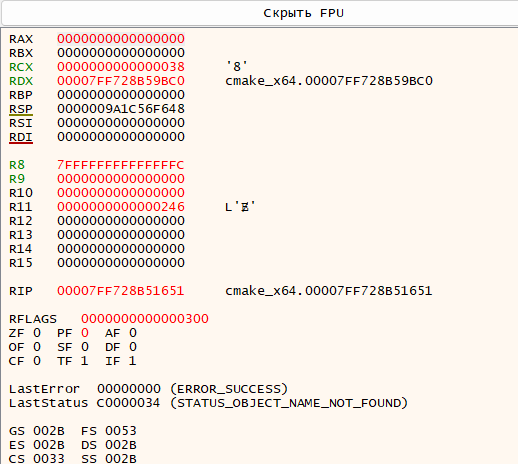 Скрыть FPU
RAX 0000000000000000
RBX 0000000000000000
RCX 0000000000000038 '8'
RDX 00007FF728B59BC0 cmake_x64.00007FF728B59BC0
RBP 0000000000000000
RSP 0000009A1C56F648
RSI 0000000000000000
RDI 0000000000000000
R8 7FFFFFFFFFFFFFFC
R9 0000000000000000
R10 0000000000000000
R11 0000000000000246 L'Ɇ'
R12 0000000000000000
R13 0000000000000000
R14 0000000000000000
R15 0000000000000000
RIP 00007FF728B51651 cmake_x64.00007FF728B51651
RFLAGS 0000000000000300
ZF 0 PF 0 AF 0
OF 0 SF 0 DF 0
CF 0 TF 1 IF 1
LastError 00000000 (ERROR_SUCCESS)
LastStatus C0000034 (STATUS_OBJECT_NAME_NOT_FOUND)
GS 002B FS 0053
ES 002B DS 002B
CS 0033 SS 002B